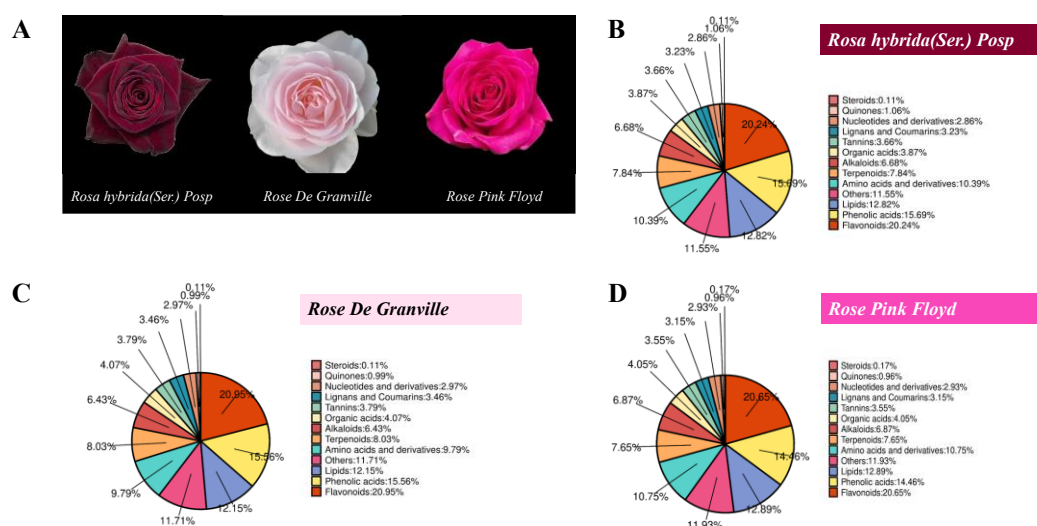 A
Rosa hybrida(Ser.) Posp
Rose De Granville
Rose Pink Floyd
B
Rosa hybrida(Ser.) Posp
0.11%
1.06%
2.86%
3.23%
3.66%
3.87%
6.68%
7.84%
10.39%
11.55%
12.82%
15.69%
20.24%
Steroids:0.11%
Quinones:1.06%
Nucleotides and derivatives:2.86%
Lignans and Coumarins:3.23%
Tannins:3.66%
Organic acids:3.87%
Alkaloids:6.68%
Terpenoids:7.84%
Amino acids and derivatives:10.39%
Others:11.55%
Lipids:12.82%
Phenolic acids:15.69%
Flavonoids:20.24%
C
Rose De Granville
0.11%
0.99%
2.97%
3.46%
3.79%
4.07%
6.43%
8.03%
9.79%
11.71%
12.15%
15.56%
20.95%
Steroids:0.11%
Quinones:0.99%
Nucleotides and derivatives:2.97%
Lignans and Coumarins:3.46%
Tannins:3.79%
Organic acids:4.07%
Alkaloids:6.43%
Terpenoids:8.03%
Amino acids and derivatives:9.79%
Others:11.71%
Lipids:12.15%
Phenolic acids:15.56%
Flavonoids:20.95%
D
Rose Pink Floyd
0.17%
0.96%
2.93%
3.15%
3.55%
4.05%
6.87%
7.65%
10.75%
11.93%
12.89%
14.46%
20.65%
Steroids:0.17%
Quinones:0.96%
Nucleotides and derivatives:2.93%
Lignans and Coumarins:3.15%
Tannins:3.55%
Organic acids:4.05%
Alkaloids:6.87%
Terpenoids:7.65%
Amino acids and derivatives:10.75%
Others:11.93%
Lipids:12.89%
Phenolic acids:14.46%
Flavonoids:20.65%